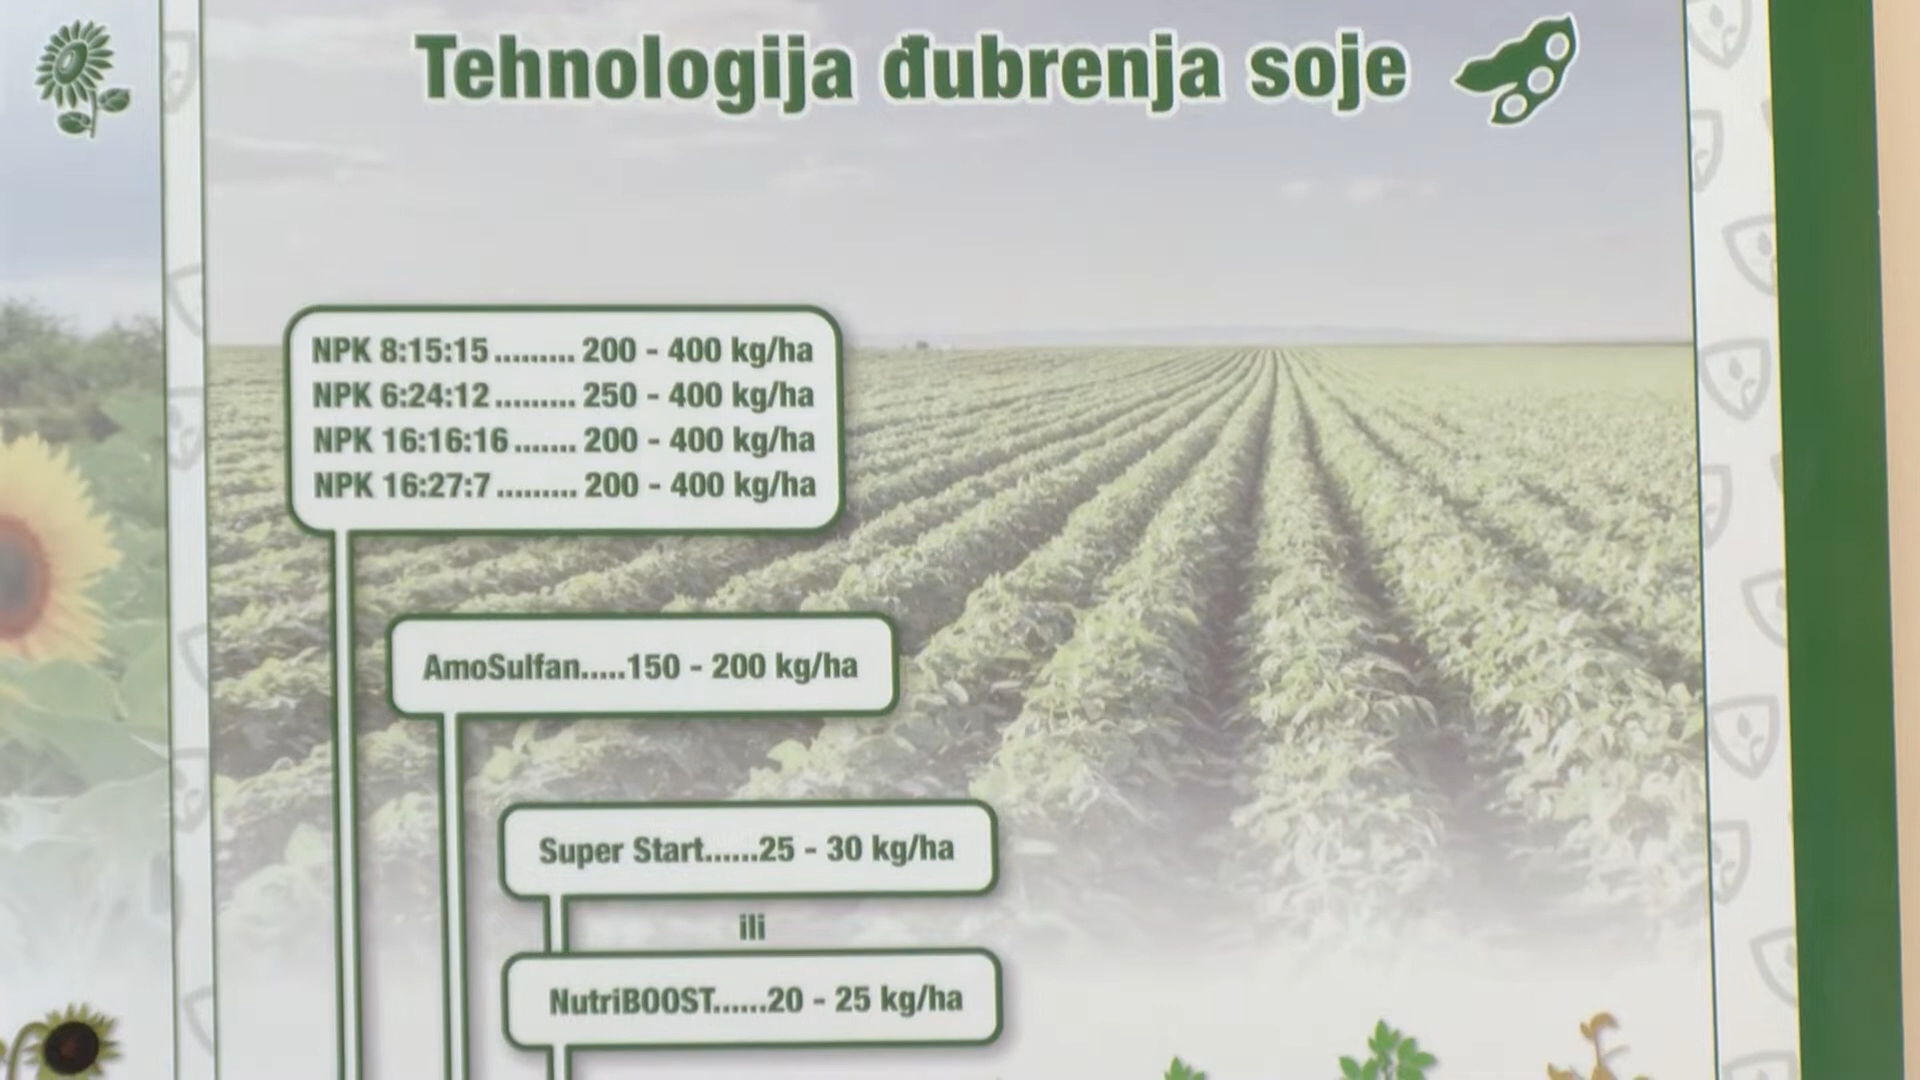 Tehnologija đubrenja soje
NPK 8:15:15......... 200 - 400 kg/ha
NPK 6:24:12......... 250 - 400 kg/ha
NPK 16:16:16....... 200 - 400 kg/ha
NPK 16:27:7......... 200 - 400 kg/ha
AmoSulfan.....150 - 200 kg/ha
Super Start......25 - 30 kg/ha
ili
NutriBOOST......20 - 25 kg/ha